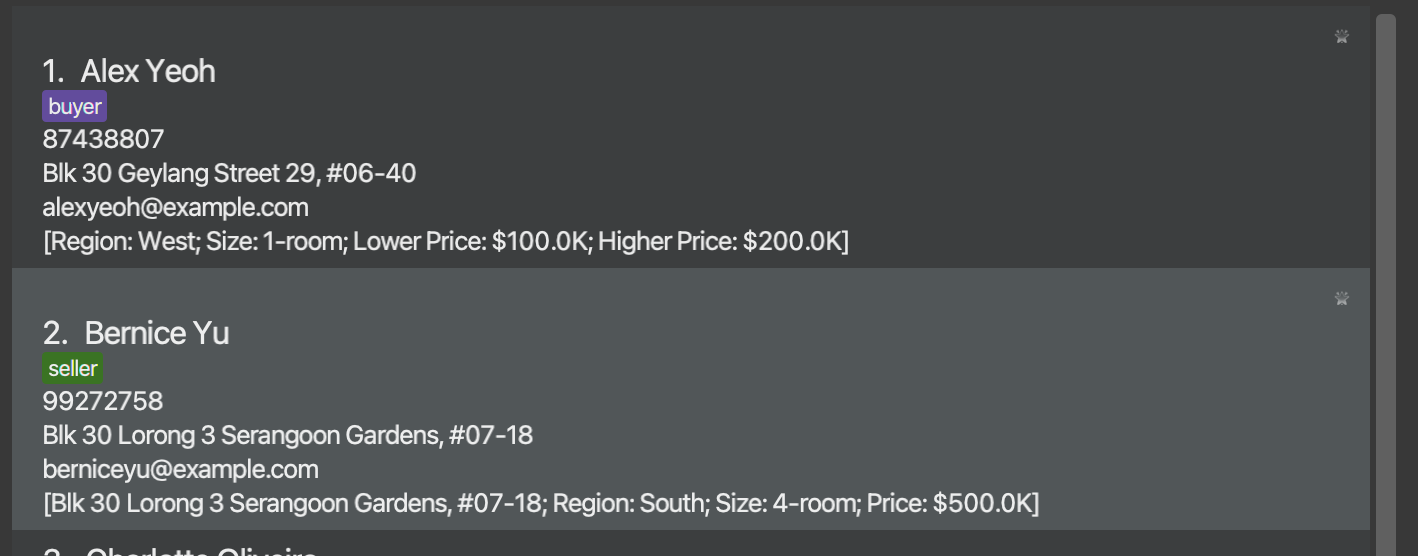 1. Alex Yeoh
buyer
87438807
Blk 30 Geylang Street 29, #06-40
alexyeoh@example.com
[Region: West; Size: 1-room; Lower Price: $100.0K; Higher Price: $200.0K]
2. Bernice Yu
seller
99272758
Blk 30 Lorong 3 Serangoon Gardens, #07-18
berniceyu@example.com
[Blk 30 Lorong 3 Serangoon Gardens, #07-18; Region: South; Size: 4-room; Price: $500.0K]
3. Charlotte Oliveiro